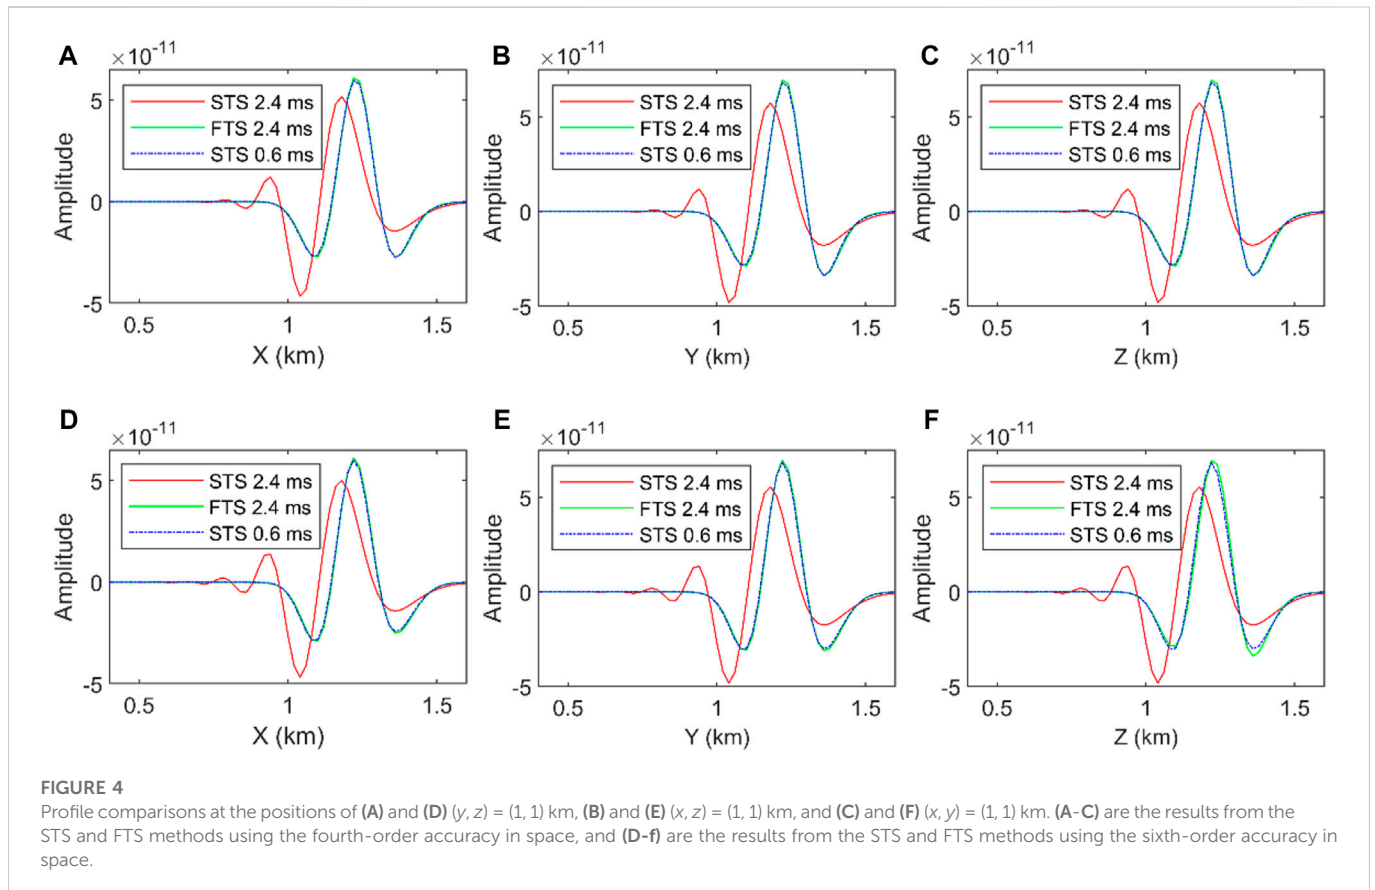 A
×10⁻¹¹
STS 2.4 ms
FTS 2.4 ms
STS 0.6 ms
5
0
-5
Amplitude
0.5
1
1.5
X (km)
B
×10⁻¹¹
STS 2.4 ms
FTS 2.4 ms
STS 0.6 ms
5
0
-5
Amplitude
0.5
1
1.5
Y (km)
C
×10⁻¹¹
STS 2.4 ms
FTS 2.4 ms
STS 0.6 ms
5
0
-5
Amplitude
0.5
1
1.5
Z (km)
D
×10⁻¹¹
STS 2.4 ms
FTS 2.4 ms
STS 0.6 ms
5
0
-5
Amplitude
0.5
1
1.5
X (km)
E
×10⁻¹¹
STS 2.4 ms
FTS 2.4 ms
STS 0.6 ms
5
0
-5
Amplitude
0.5
1
1.5
Y (km)
F
×10⁻¹¹
STS 2.4 ms
FTS 2.4 ms
STS 0.6 ms
5
0
-5
Amplitude
0.5
1
1.5
Z (km)
FIGURE 4
Profile comparisons at the positions of (A) and (D) (y, z) = (1, 1) km, (B) and (E) (x, z) = (1, 1) km, and (C) and (F) (x, y) = (1, 1) km. (A-C) are the results from the
STS and FTS methods using the fourth-order accuracy in space, and (D-f) are the results from the STS and FTS methods using the sixth-order accuracy in
space.